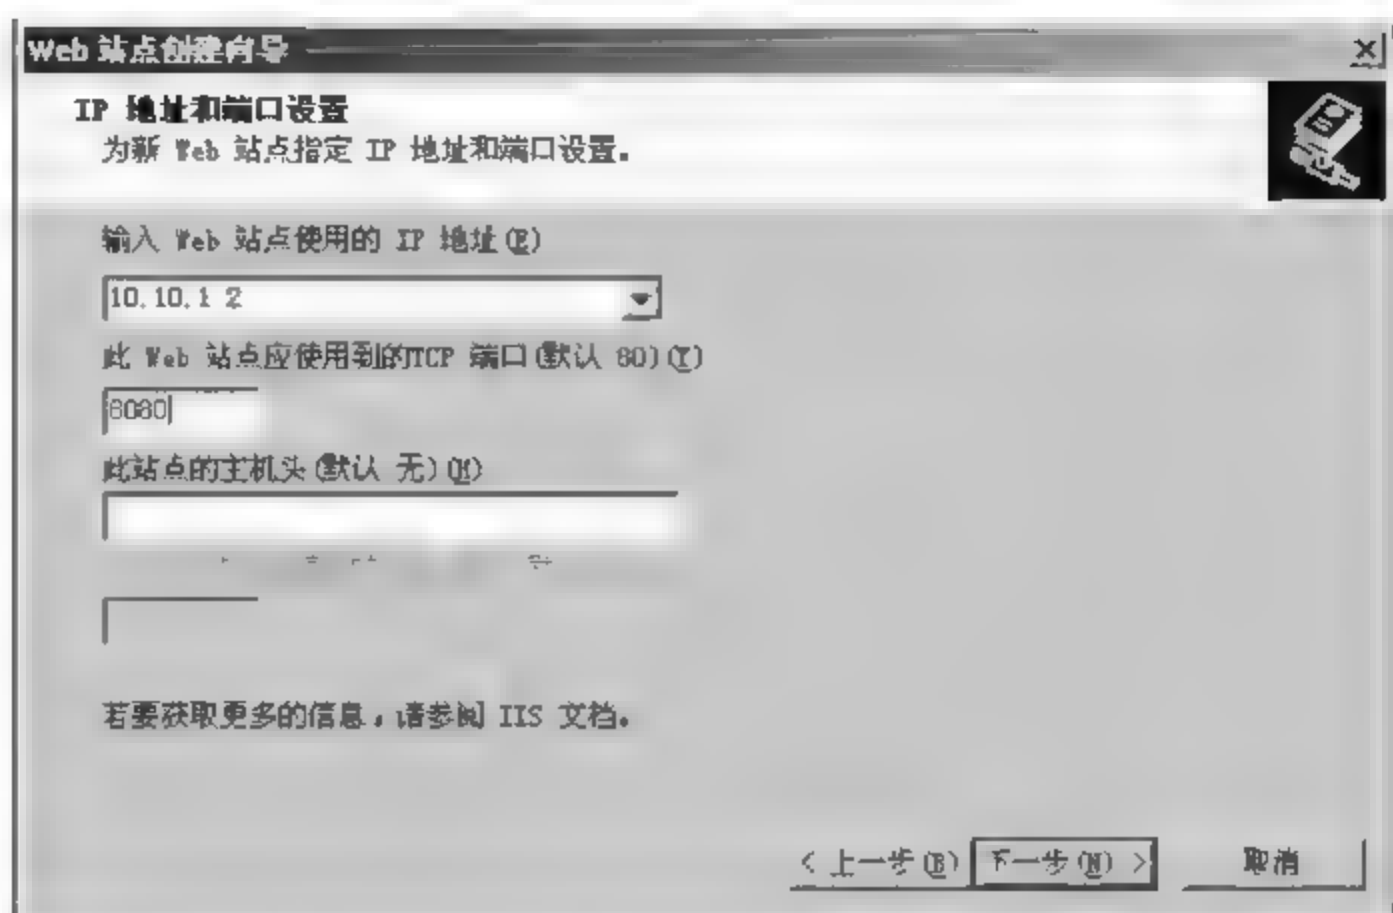 Web 站点创建向导
IP 地址和端口设置
为新 Web 站点指定 IP 地址和端口设置。
输入 Web 站点使用的 IP 地址(E)
10.10.1 2
此 Web 站点应使用到的TCP 端口(默认 80)(T)
8080
此站点的主机头(默认 无)(H)
若要获取更多的信息,请参阅 IIS 文档。
< 上一步(B) 下一步(N) > 取消